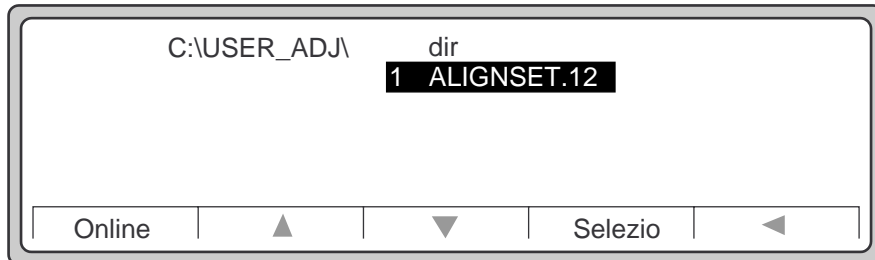 C:\USER_ADJ\ dir
1 ALIGNSET.12
Online ▲ ▼ Selezio ◀